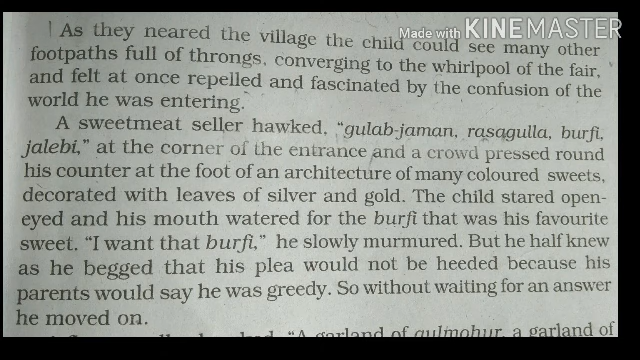 Made with KINEMASTER
As they neared the village the child could see many other
footpaths full of throngs, converging to the whirlpool of the fair,
and felt at once repelled and fascinated by the confusion of the
world he was entering.
A sweetmeat seller hawked, “gulab-jaman, rasagulla, burfi,
jalebi,” at the corner of the entrance and a crowd pressed round
his counter at the foot of an architecture of many coloured sweets,
decorated with leaves of silver and gold. The child stared open-
eyed and his mouth watered for the burfi that was his favourite
sweet. “I want that burfi,” he slowly murmured. But he half knew
as he begged that his plea would not be heeded because his
parents would say he was greedy. So without waiting for an answer
he moved on.
“A garland of gulmohur, a garland of